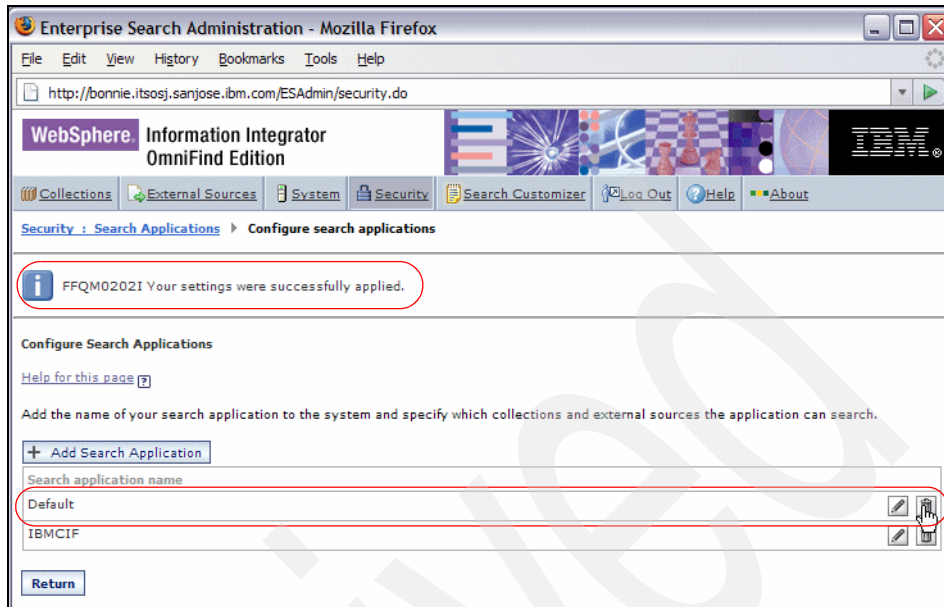 Enterprise Search Administration - Mozilla Firefox
File Edit View History Bookmarks Tools Help
http://bonnie.itsosj.sanjose.ibm.com/ESAdmin/security.do
WebSphere. Information Integrator
OmniFind Edition
IBM®
Collections External Sources System Security Search Customizer Log Out ?Help About
Security : Search Applications Configure search applications
i FFQM0202I Your settings were successfully applied.
Configure Search Applications
Help for this page ?
Add the name of your search application to the system and specify which collections and external sources the application can search.
+ Add Search Application
Search application name
Default
IBMCIF
Return